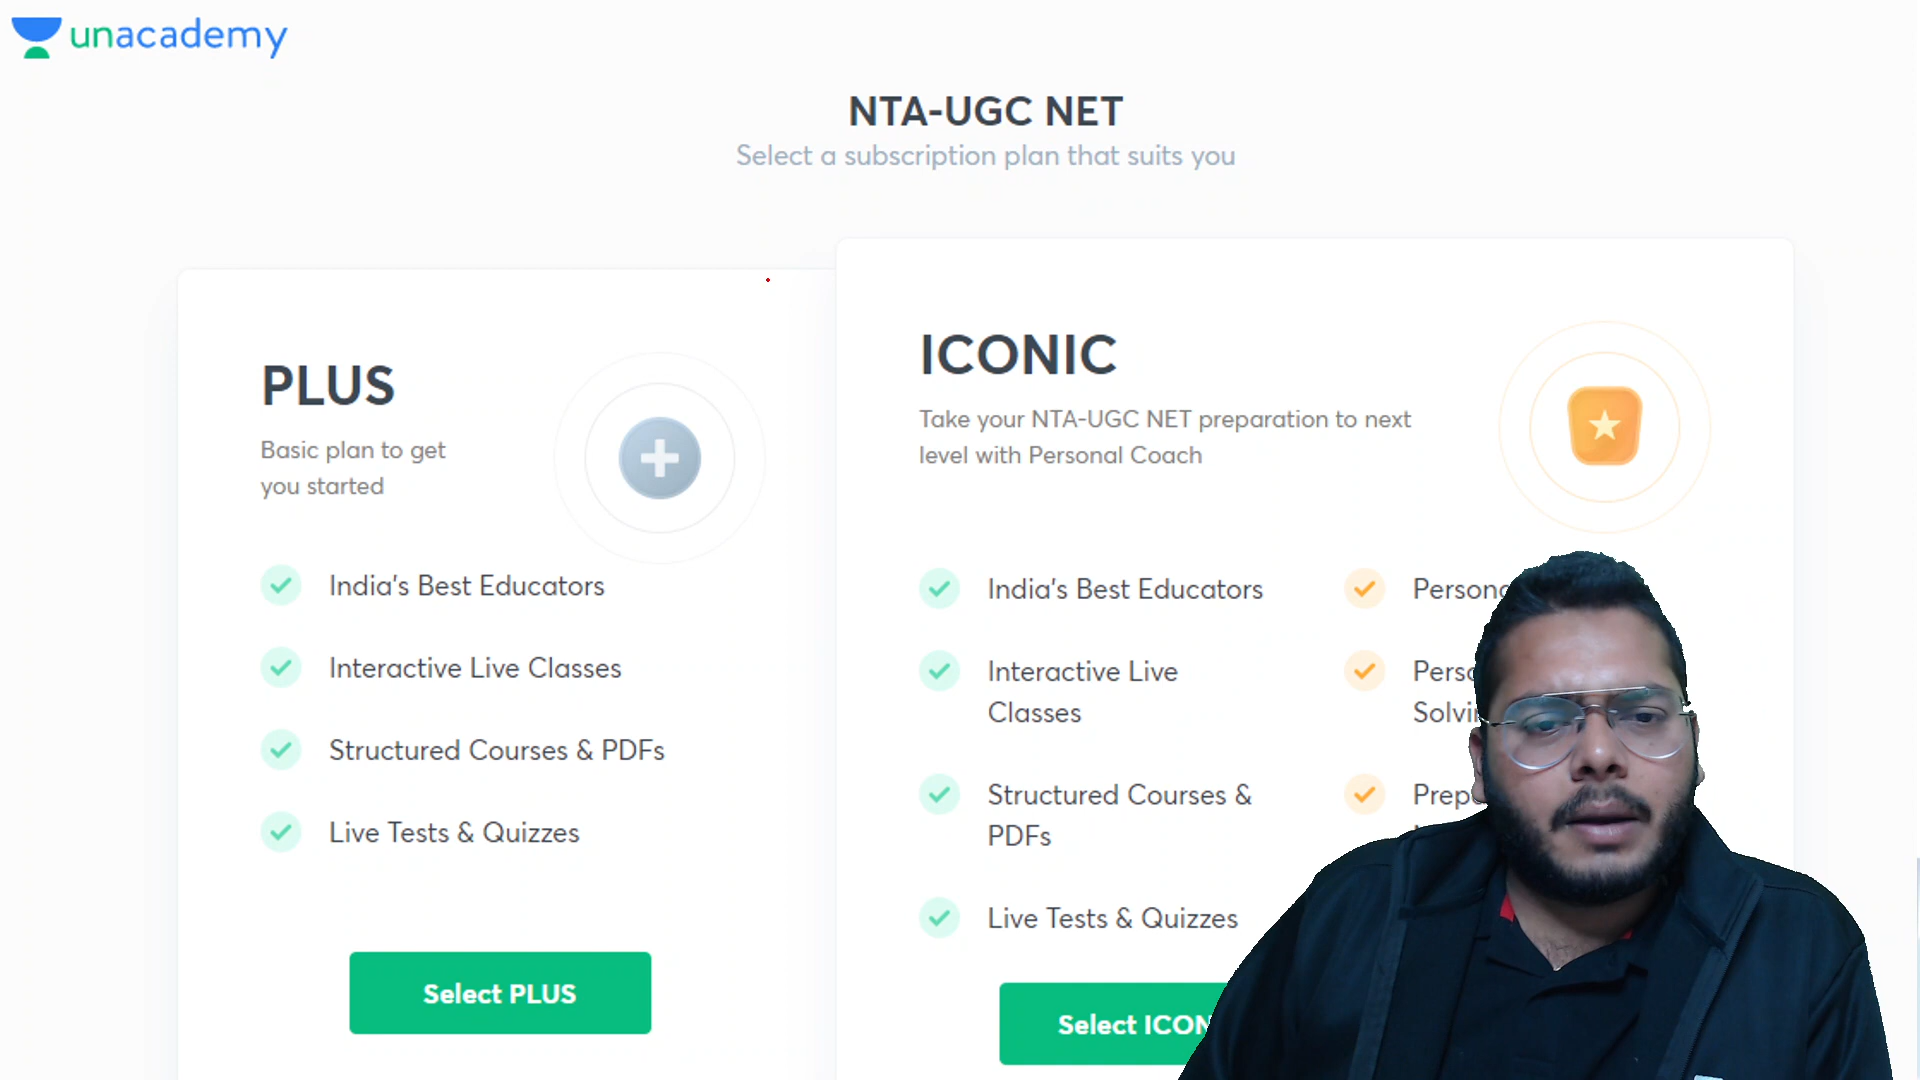 unacademy
NTA-UGC NET
Select a subscription plan that suits you
PLUS
Basic plan to get
you started
India's Best Educators
Interactive Live Classes
Structured Courses & PDFs
Live Tests & Quizzes
Select PLUS
ICONIC
Take your NTA-UGC NET preparation to next
level with Personal Coach
India's Best Educators
Interactive Live
Classes
Structured Courses &
PDFs
Live Tests & Quizzes
Select